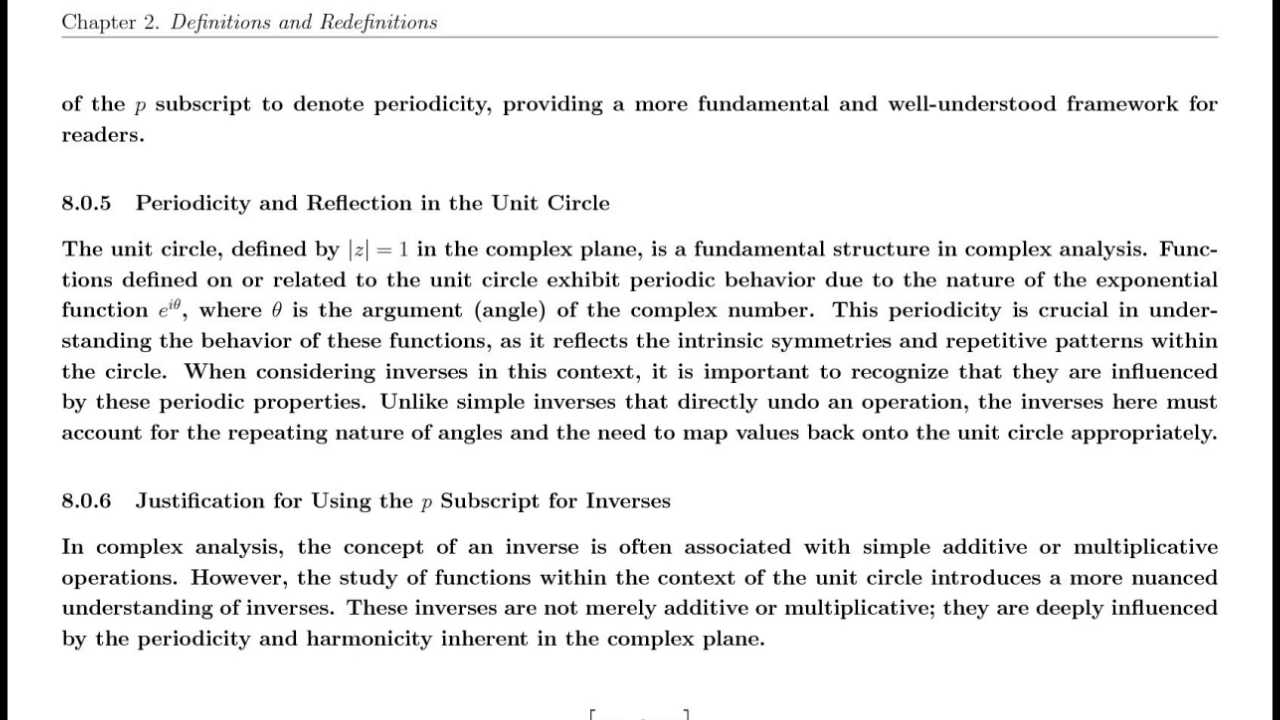 Chapter 2. Definitions and Redefinitions
of the p subscript to denote periodicity, providing a more fundamental and well-understood framework for
readers.
8.0.5 Periodicity and Reflection in the Unit Circle
The unit circle, defined by |z| = 1 in the complex plane, is a fundamental structure in complex analysis. Func-
tions defined on or related to the unit circle exhibit periodic behavior due to the nature of the exponential
function e^{iθ}, where θ is the argument (angle) of the complex number. This periodicity is crucial in under-
standing the behavior of these functions, as it reflects the intrinsic symmetries and repetitive patterns within
the circle. When considering inverses in this context, it is important to recognize that they are influenced
by these periodic properties. Unlike simple inverses that directly undo an operation, the inverses here must
account for the repeating nature of angles and the need to map values back onto the unit circle appropriately.
8.0.6 Justification for Using the p Subscript for Inverses
In complex analysis, the concept of an inverse is often associated with simple additive or multiplicative
operations. However, the study of functions within the context of the unit circle introduces a more nuanced
understanding of inverses. These inverses are not merely additive or multiplicative; they are deeply influenced
by the periodicity and harmonicity inherent in the complex plane.